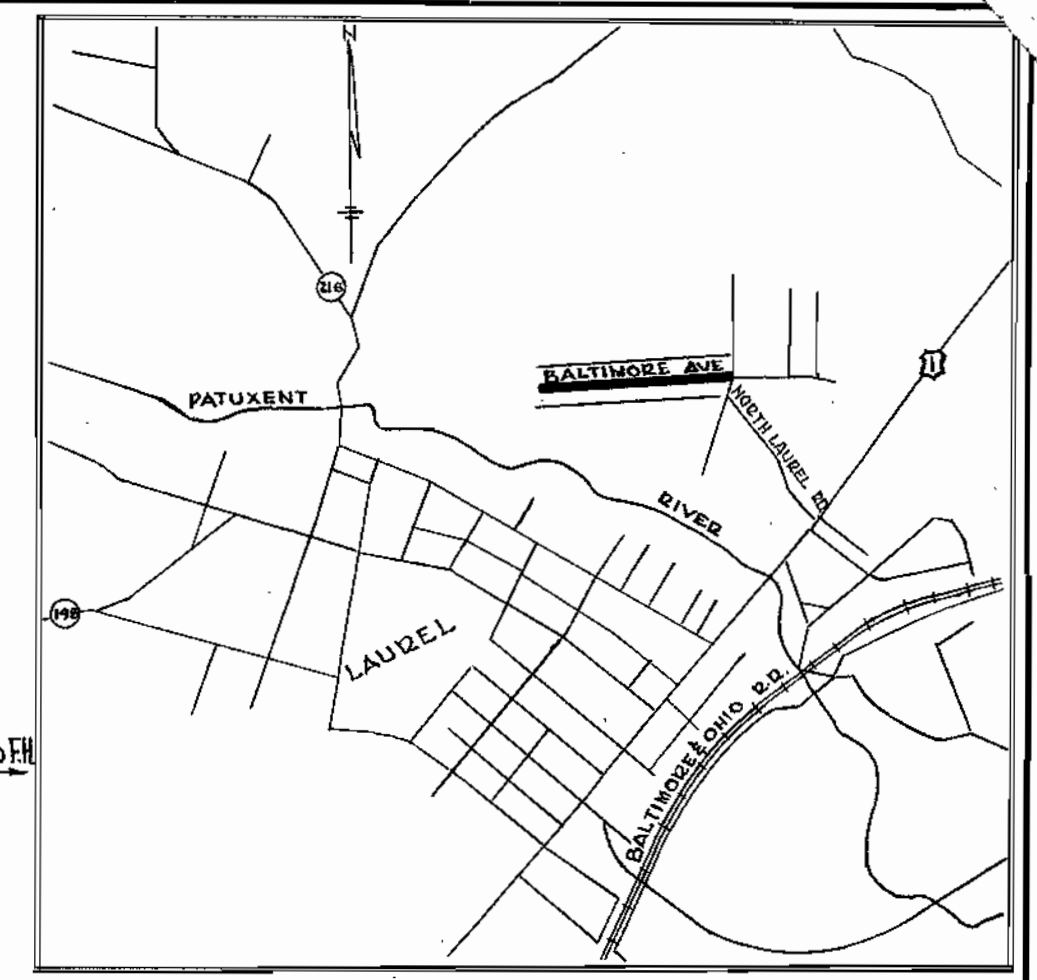 N
216
1
BALTIMORE AVE
PATUXENT
NORTH LAUREL RD.
RIVER
198
LAUREL
BALTIMORE & OHIO R.R.
F.H.